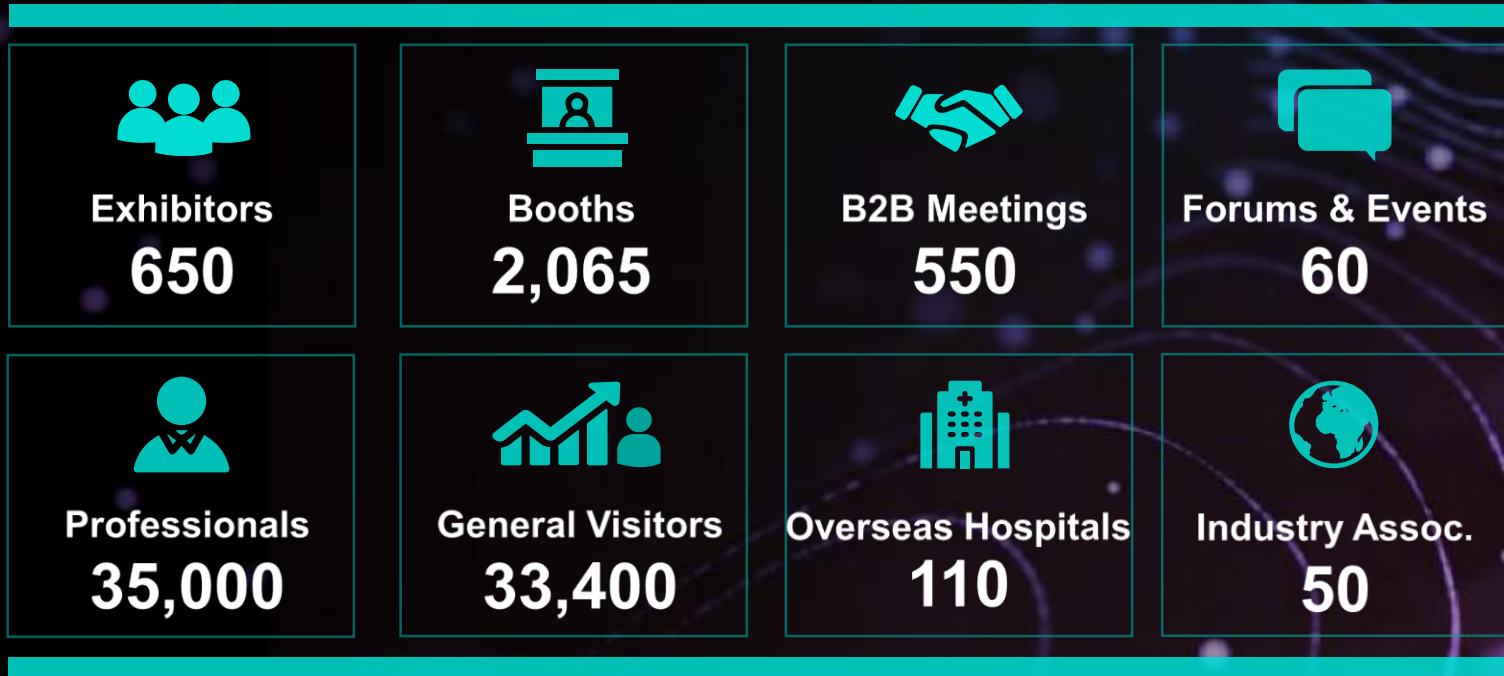 Exhibitors
650
Booths
2,065
B2B Meetings
550
Forums & Events
60
Professionals
35,000
General Visitors
33,400
Overseas Hospitals
110
Industry Assoc.
50